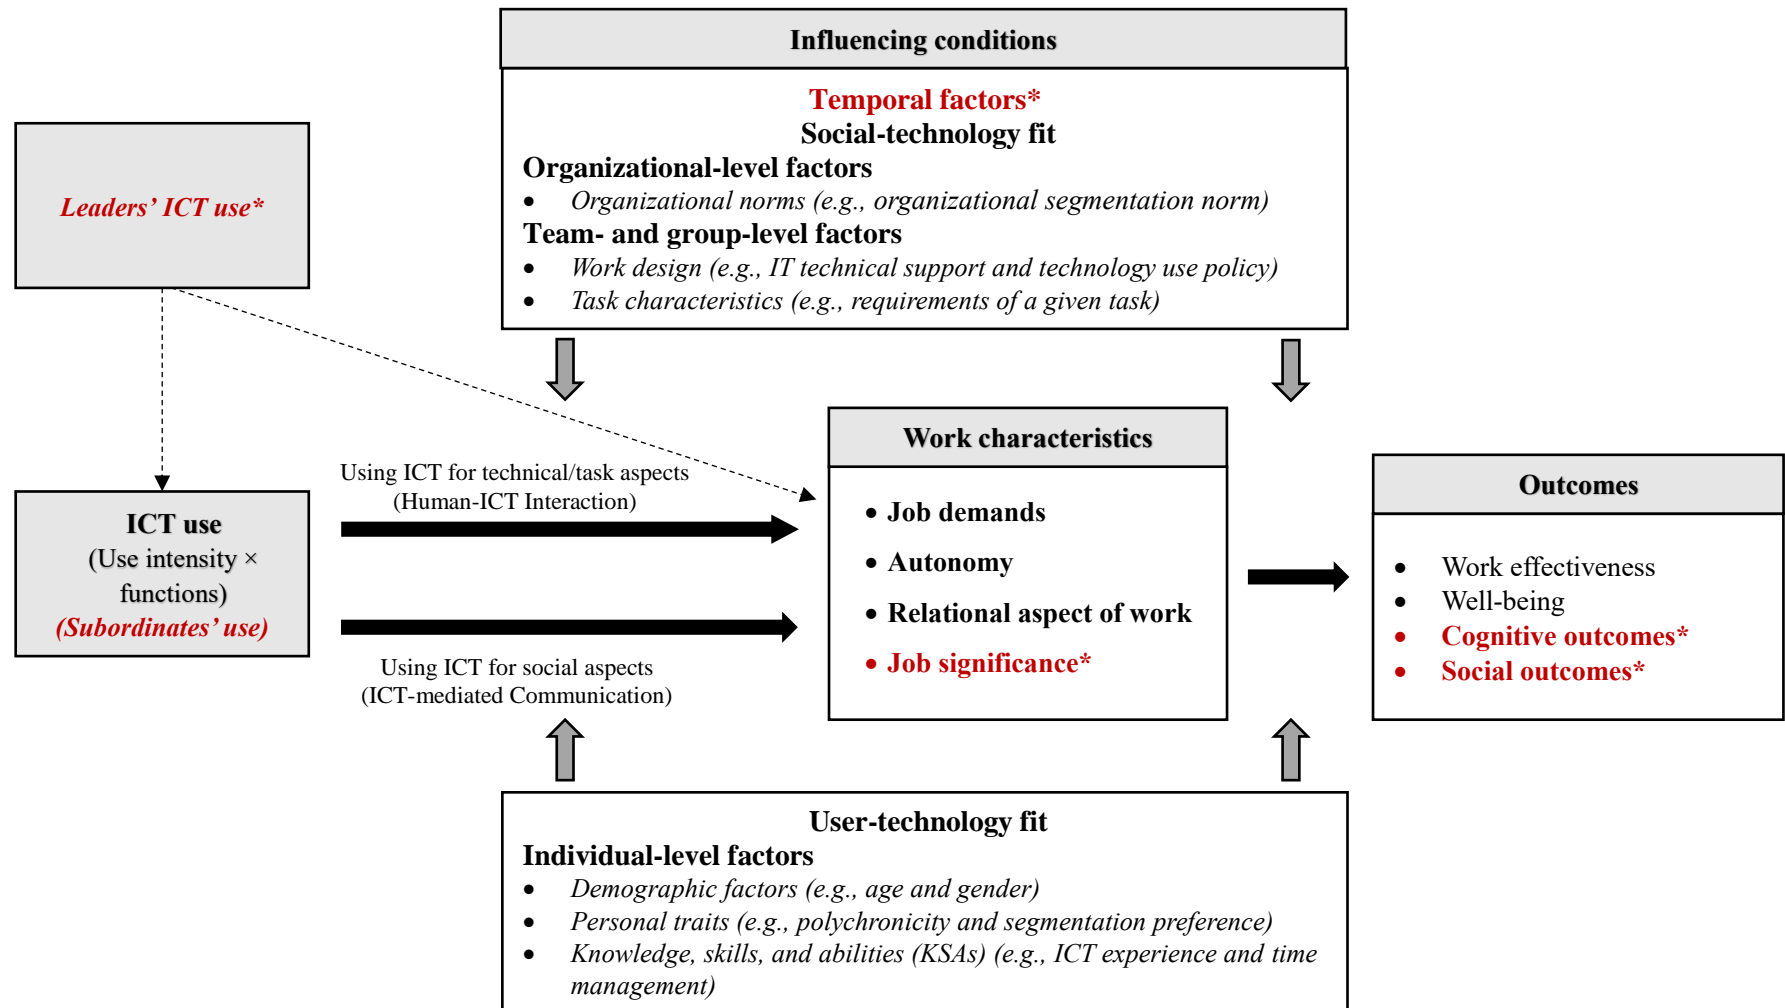 Influencing conditions
Temporal factors*
Social-technology fit
Organizational-level factors
• Organizational norms (e.g., organizational segmentation norm)
Team- and group-level factors
• Work design (e.g., IT technical support and technology use policy)
• Task characteristics (e.g., requirements of a given task)
Leaders’ ICT use*
ICT use
(Use intensity ×
functions)
(Subordinates’ use)
Using ICT for technical/task aspects
(Human-ICT Interaction)
Using ICT for social aspects
(ICT-mediated Communication)
Work characteristics
• Job demands
• Autonomy
• Relational aspect of work
• Job significance*
Outcomes
• Work effectiveness
• Well-being
• Cognitive outcomes*
• Social outcomes*
User-technology fit
Individual-level factors
• Demographic factors (e.g., age and gender)
• Personal traits (e.g., polychronicity and segmentation preference)
• Knowledge, skills, and abilities (KSAs) (e.g., ICT experience and time
management)